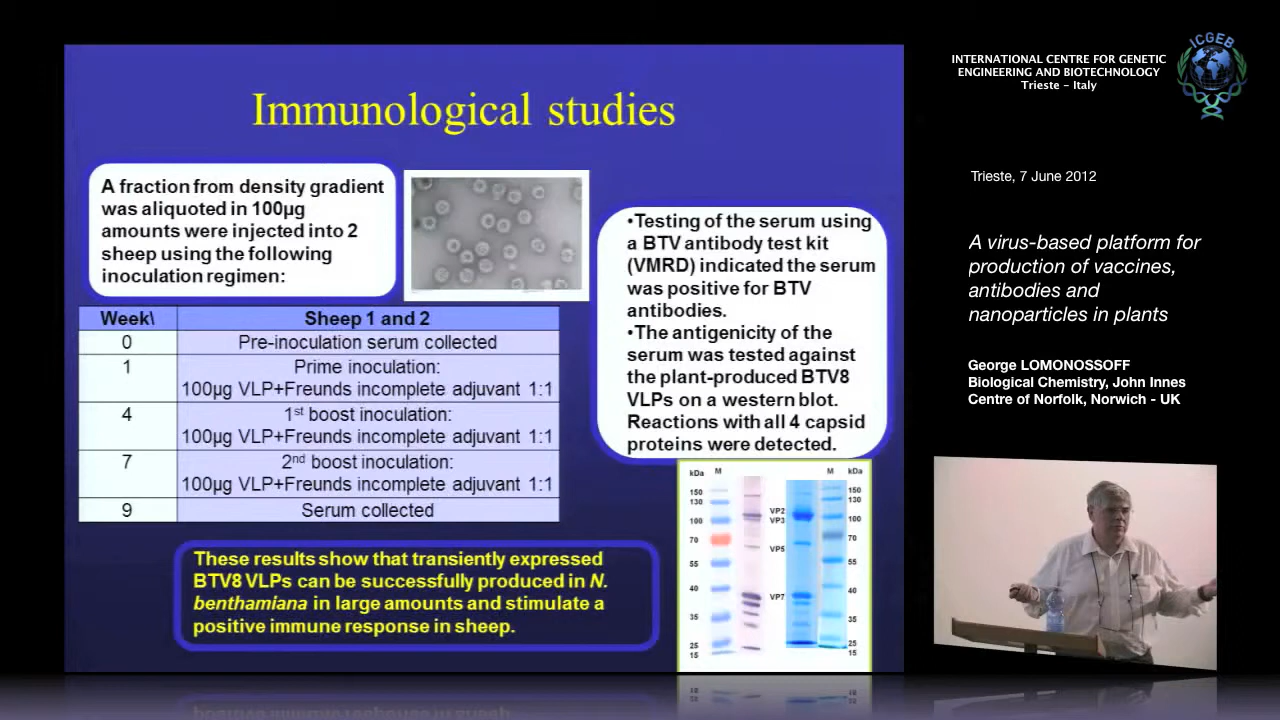 Immunological studies
A fraction from density gradient
was aliquoted in 100µg
amounts were injected into 2
sheep using the following
inoculation regimen:
Week\ Sheep 1 and 2
0 Pre-inoculation serum collected
1 Prime inoculation:
100µg VLP+Freunds incomplete adjuvant 1:1
4 1st boost inoculation:
100µg VLP+Freunds incomplete adjuvant 1:1
7 2nd boost inoculation:
100µg VLP+Freunds incomplete adjuvant 1:1
9 Serum collected
•Testing of the serum using
a BTV antibody test kit
(VMRD) indicated the serum
was positive for BTV
antibodies.
•The antigenicity of the
serum was tested against
the plant-produced BTV8
VLPs on a western blot.
Reactions with all 4 capsid
proteins were detected.
kDa M M kDa
150 150
130 130
100 VP2 100
VP3
70 70
55 VP5 55
40 VP7 40
35 35
25 25
15 15
These results show that transiently expressed
BTV8 VLPs can be successfully produced in N.
benthamiana in large amounts and stimulate a
positive immune response in sheep.
ICGEB
INTERNATIONAL CENTRE FOR GENETIC
ENGINEERING AND BIOTECHNOLOGY
Trieste – Italy
Trieste, 7 June 2012
A virus-based platform for
production of vaccines,
antibodies and
nanoparticles in plants
George LOMONOSSOFF
Biological Chemistry, John Innes
Centre of Norfolk, Norwich - UK